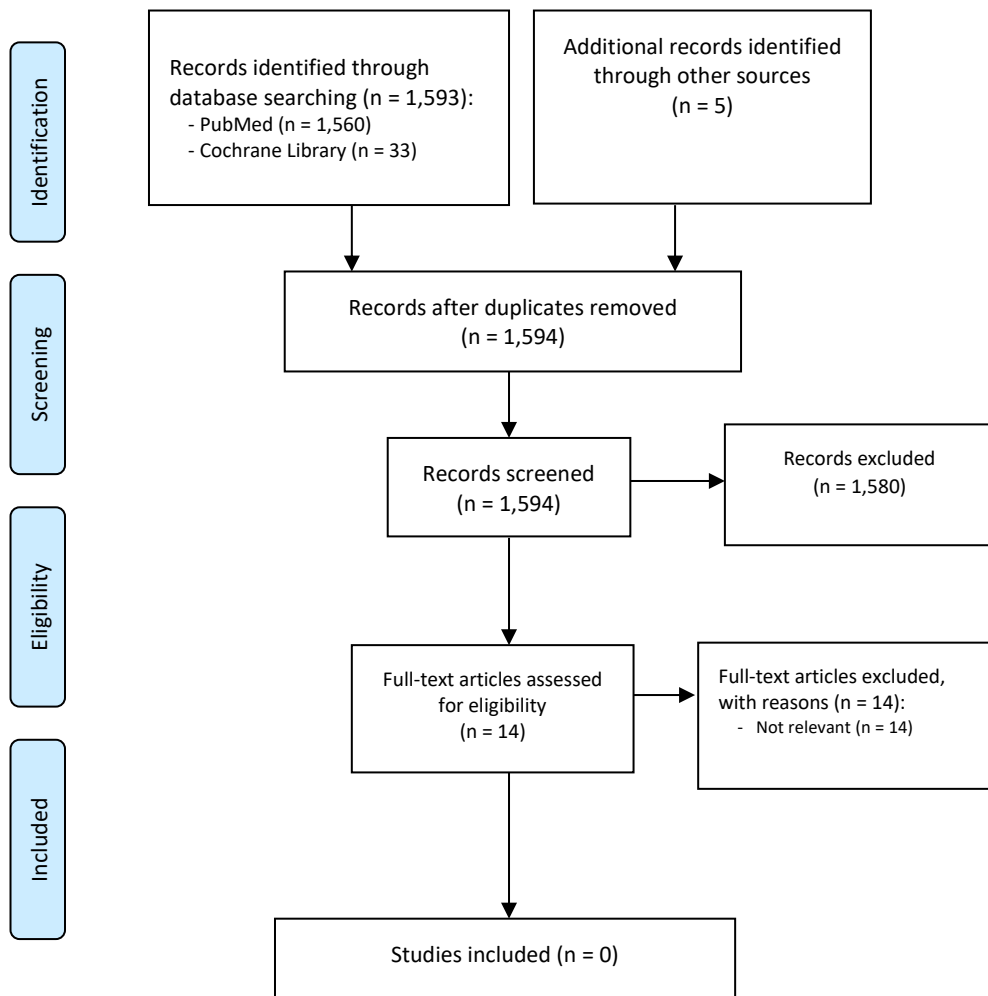 Identification
Records identified through
database searching (n = 1,593):
- PubMed (n = 1,560)
- Cochrane Library (n = 33)
Additional records identified
through other sources
(n = 5)
Screening
Records after duplicates removed
(n = 1,594)
Records screened
(n = 1,594)
Records excluded
(n = 1,580)
Eligibility
Full-text articles assessed
for eligibility
(n = 14)
Full-text articles excluded,
with reasons (n = 14):
- Not relevant (n = 14)
Included
Studies included (n = 0)